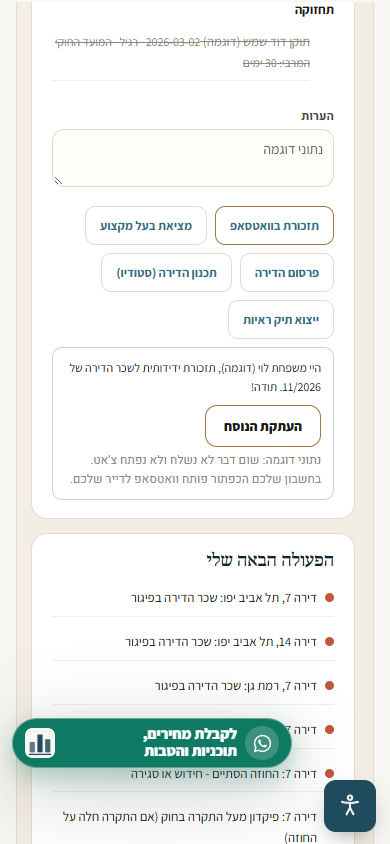 תחזוקה
תוקן דוד שמש (דוגמה) 2026-03-02 · רגיל · המועד החוקי
המרבי: 30 ימים
הערות
נתוני דוגמה
תזכורת בוואטסאפ
מציאת בעל מקצוע
פרסום הדירה
תכנון הדירה (סטודיו)
ייצוא תיק ראיות
היי משפחת לוי (דוגמה), תזכורת ידידותית לשכר הדירה של
11/2026. תודה!
העתקת הנוסח
נתוני דוגמה: שום דבר לא נשלח ולא נפתח צ'אט.
בחשבון שלכם הכפתור פותח וואטסאפ לדייר שלכם.
הפעולה הבאה שלי
דירה 7, תל אביב יפו: שכר הדירה בפיגור
דירה 14, תל אביב יפו: שכר הדירה בפיגור
דירה 7, רמת גן: שכר הדירה בפיגור
לקבלת מחירים,
תוכניות והטבות
דירה 7: החוזה הסתיים - חידוש או סגירה
דירה 7: פיקדון מעל התקרה בחוק (אם התקרה חלה על
החוזה)